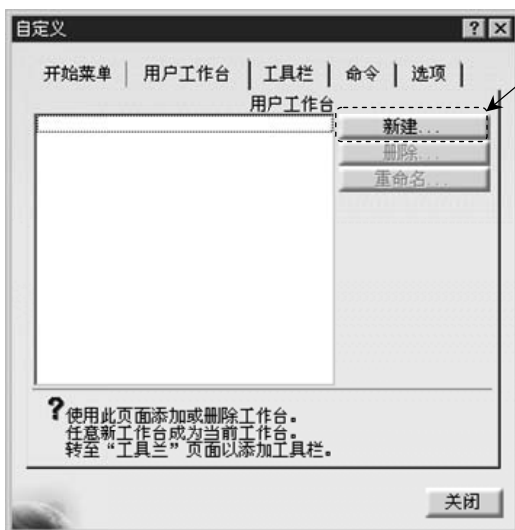 自定义
开始菜单 用户工作台 工具栏 命令 选项
用户工作台
新建...
删除...
重命名...
?使用此页面添加或删除工作台。
任意新工作台成为当前工作台。
转至“工具兰”页面以添加工具栏。
关闭